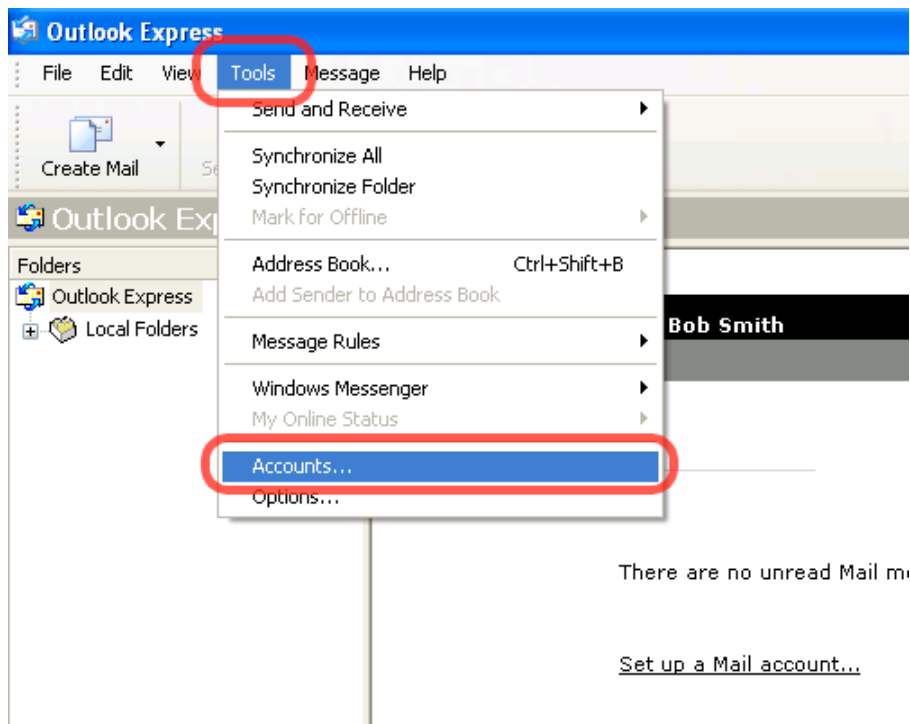 Outlook Express
File Edit View Tools Message Help
Create Mail
Outlook Exp
Folders
Outlook Express
Local Folders
Send and Receive
Synchronize All
Synchronize Folder
Mark for Offline
Address Book... Ctrl+Shift+B
Add Sender to Address Book
Message Rules
Windows Messenger
My Online Status
Accounts...
Options...
Bob Smith
There are no unread Mail
Set up a Mail account...